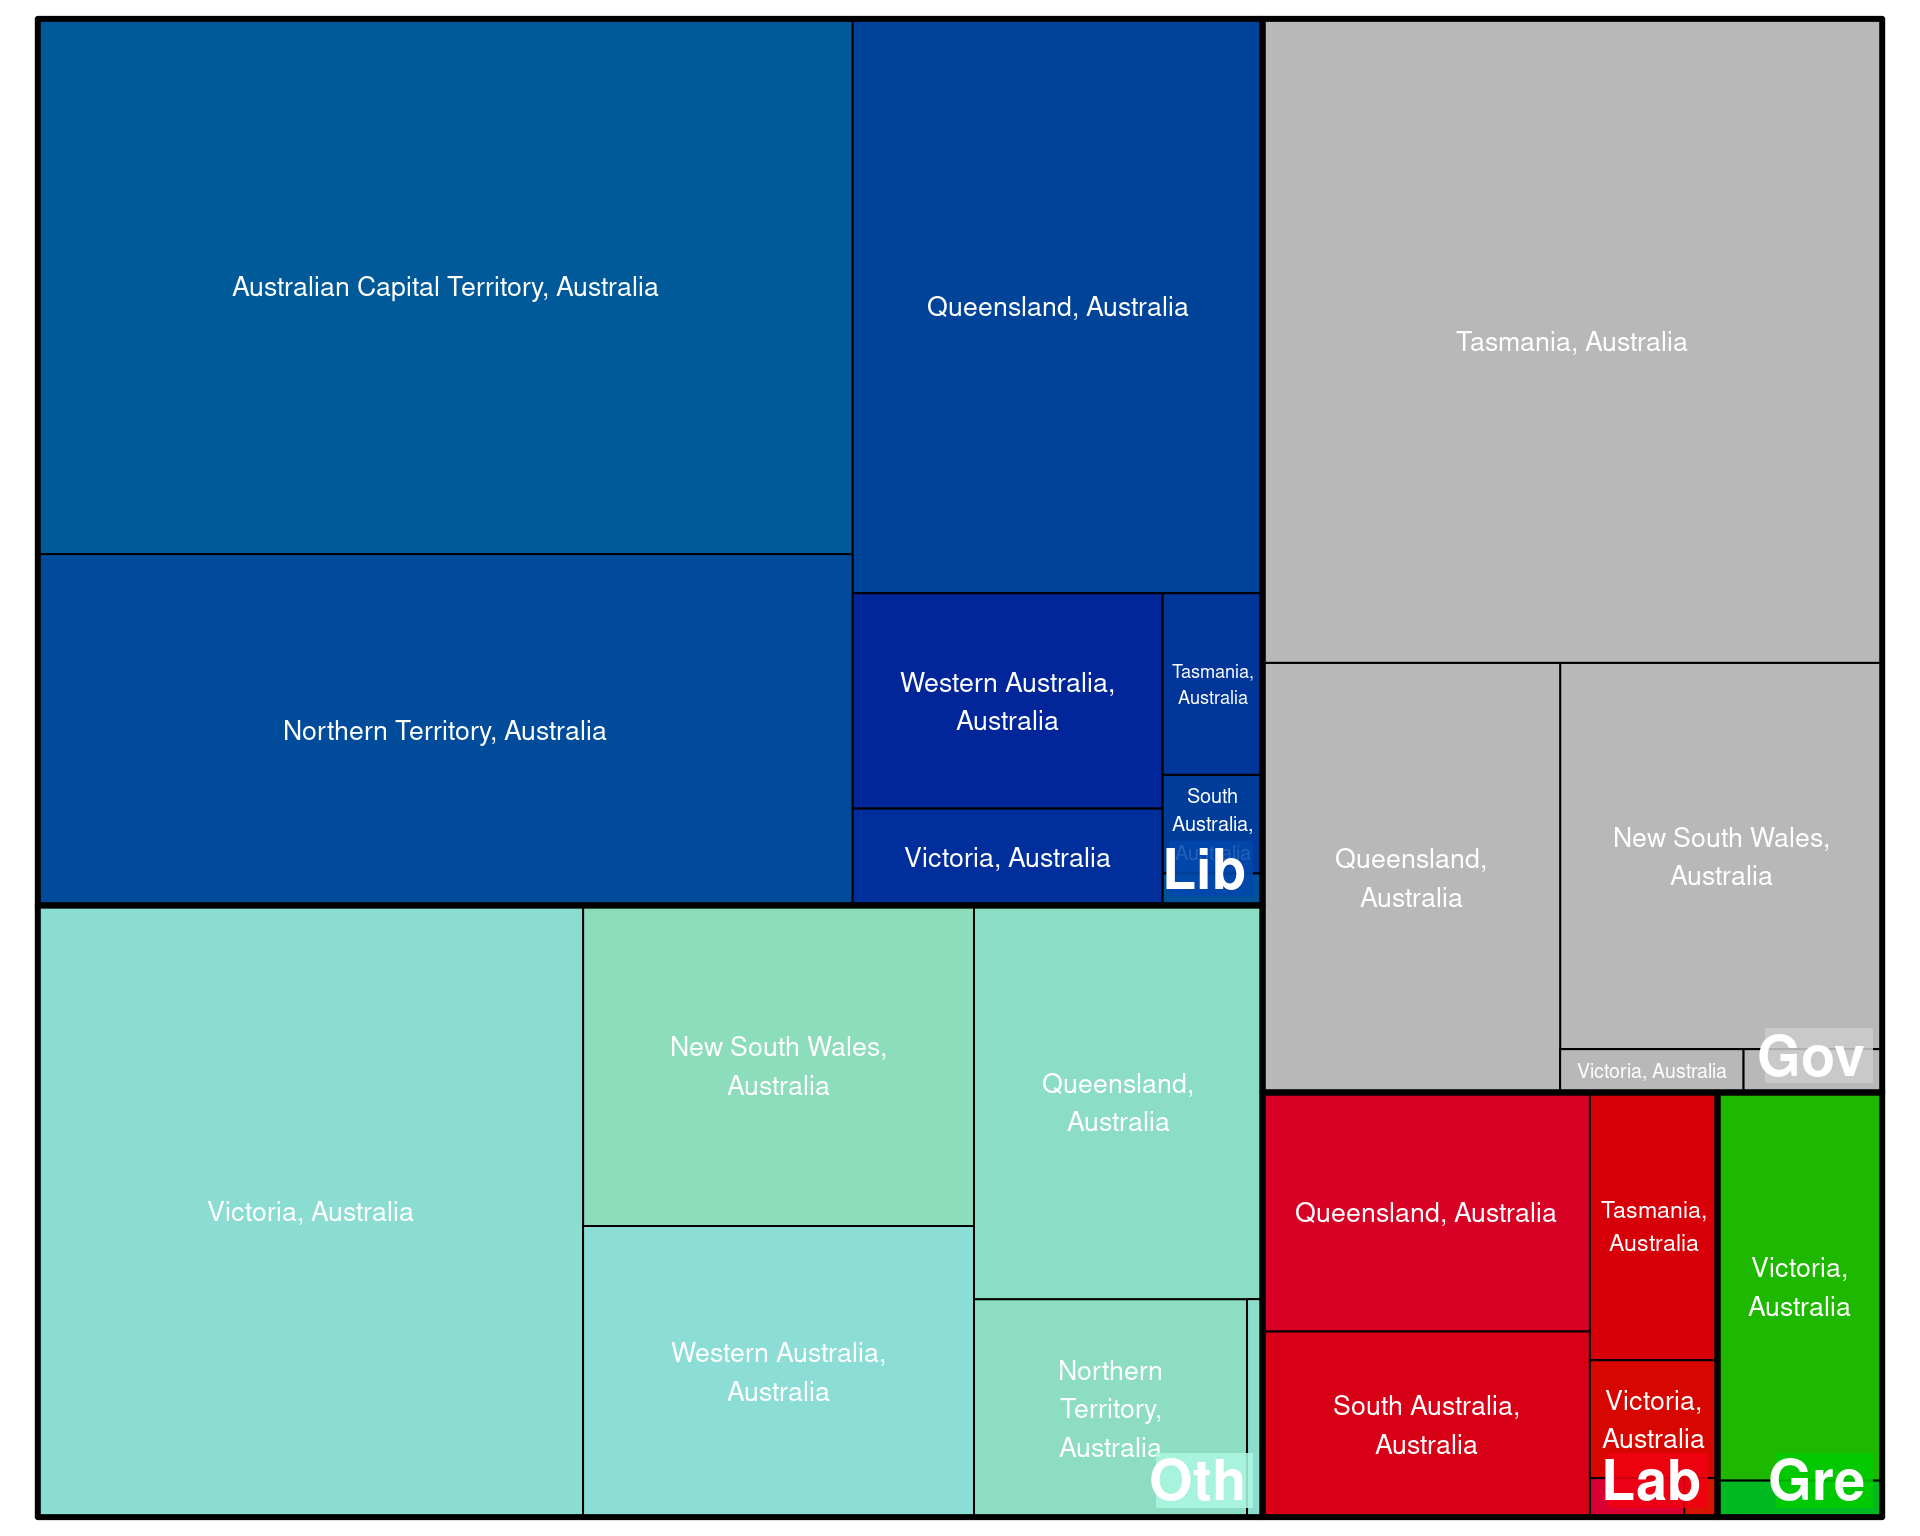 Australian Capital Territory, Australia
Northern Territory, Australia
Queensland, Australia
Western Australia,
Australia
Victoria, Australia
Tasmania,
Australia
South
Australia,
Australia
Lib
Victoria, Australia
New South Wales,
Australia
Western Australia,
Australia
Queensland,
Australia
Northern
Territory,
Australia
Oth
Tasmania, Australia
Queensland,
Australia
New South Wales,
Australia
Victoria, Australia
Gov
Queensland, Australia
South Australia,
Australia
Tasmania,
Australia
Victoria,
Australia
Lab
Victoria,
Australia
Gre